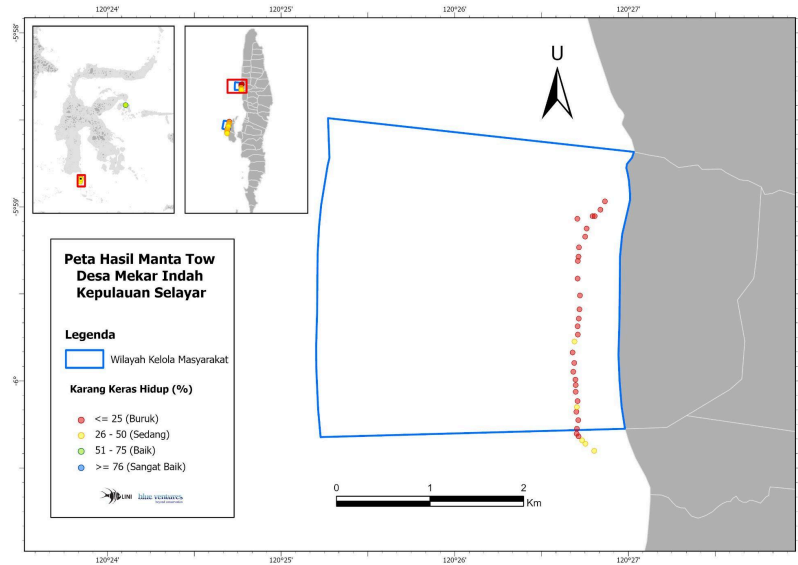 120°24'
120°25'
120°26'
120°27'
-5°58'
-5°59'
-6°
U
Peta Hasil Manta Tow
Desa Mekar Indah
Kepulauan Selayar
Legenda
Wilayah Kelola Masyarakat
Karang Keras Hidup (%)
<= 25 (Buruk)
26 - 50 (Sedang)
51 - 75 (Baik)
>= 76 (Sangat Baik)
LINI
blue ventures
0
1
2
Km
120°24'
120°25'
120°26'
120°27'